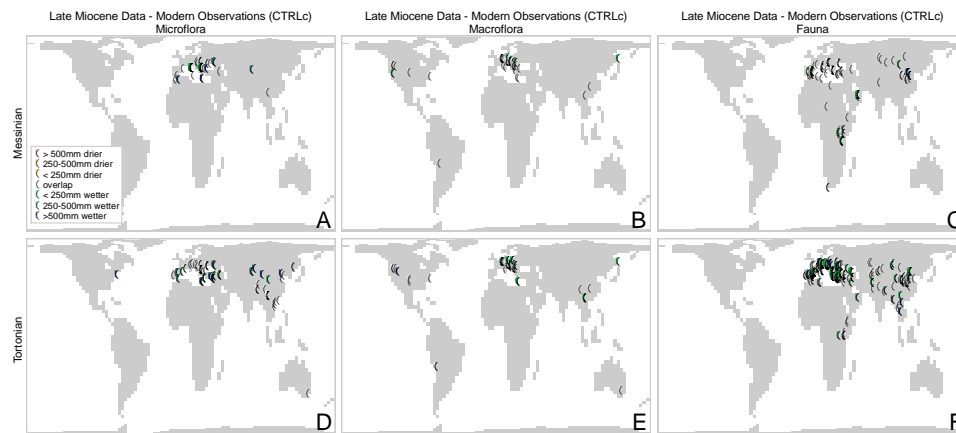 Late Miocene Data - Modern Observations (CTRLc)
Microflora
Late Miocene Data - Modern Observations (CTRLc)
Macroflora
Late Miocene Data - Modern Observations (CTRLc)
Fauna
Messinian
> 500mm drier
250-500mm drier
< 250mm drier
overlap
< 250mm wetter
250-500mm wetter
>500mm wetter
A
B
C
Tortonian
D
E
F